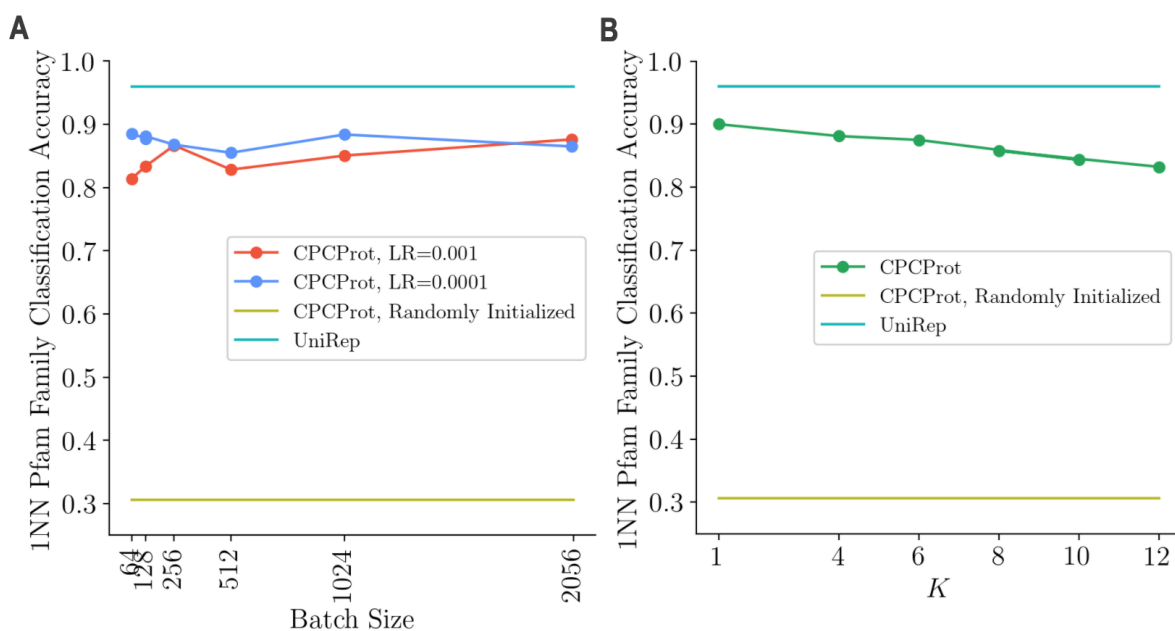 A
1NN Pfam Family Classification Accuracy
1.0
0.9
0.8
0.7
0.6
0.5
0.4
0.3
CPCProt, LR=0.001
CPCProt, LR=0.0001
CPCProt, Randomly Initialized
UniRep
64
128
256
512
1024
2056
Batch Size
B
1NN Pfam Family Classification Accuracy
1.0
0.9
0.8
0.7
0.6
0.5
0.4
0.3
CPCProt
CPCProt, Randomly Initialized
UniRep
1 4 6 8 10 12
K